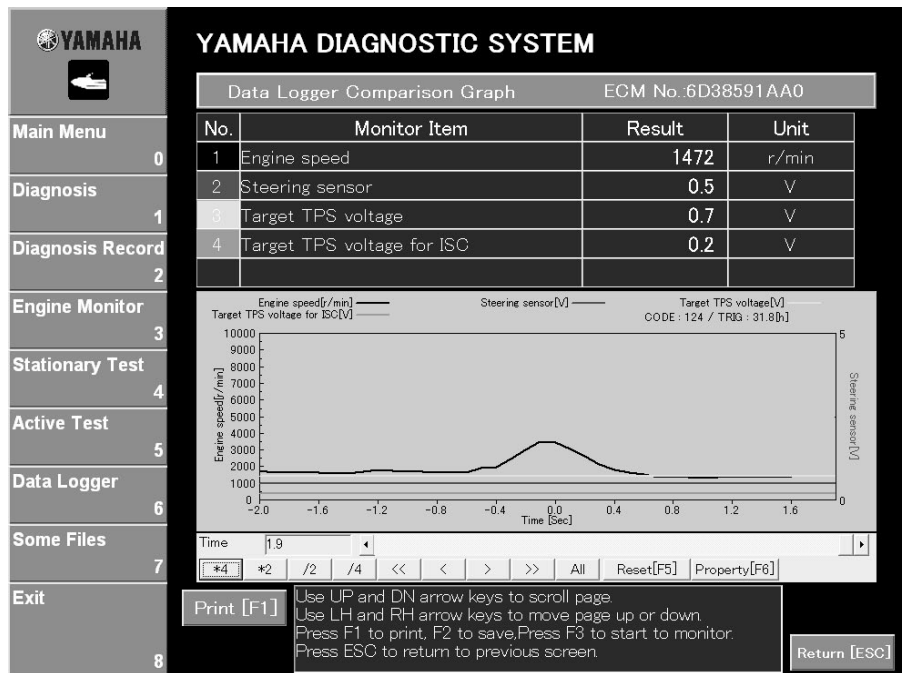 YAMAHA
YAMAHA DIAGNOSTIC SYSTEM
Data Logger Comparison Graph ECM No.:6D38591AA0
Main Menu
0
Diagnosis
1
Diagnosis Record
2
Engine Monitor
3
Stationary Test
4
Active Test
5
Data Logger
6
Some Files
7
Exit
8
No. Monitor Item Result Unit
1 Engine speed 1472 r/min
2 Steering sensor 0.5 V
3 Target TPS voltage 0.7 V
4 Target TPS voltage for ISC 0.2 V
Engine speed[r/min] Steering sensor[V] Target TPS voltage[V]
Target TPS voltage for ISC[V] CODE : 124 / TRIG : 31.8[h]
10000 5
9000
8000
7000
6000
5000
4000
3000
2000
1000
0 0
Engine speed[r/min]
Steering sensor[V]
-2.0 -1.6 -1.2 -0.8 -0.4 0.0 0.4 0.8 1.2 1.6
Time [Sec]
Time 1.9
*4 *2 /2 /4 << < > >> All Reset[F5] Property[F6]
Print [F1]
Use UP and DN arrow keys to scroll page.
Use LH and RH arrow keys to move page up or down.
Press F1 to print, F2 to save,Press F3 to start to monitor.
Press ESC to return to previous screen.
Return [ESC]